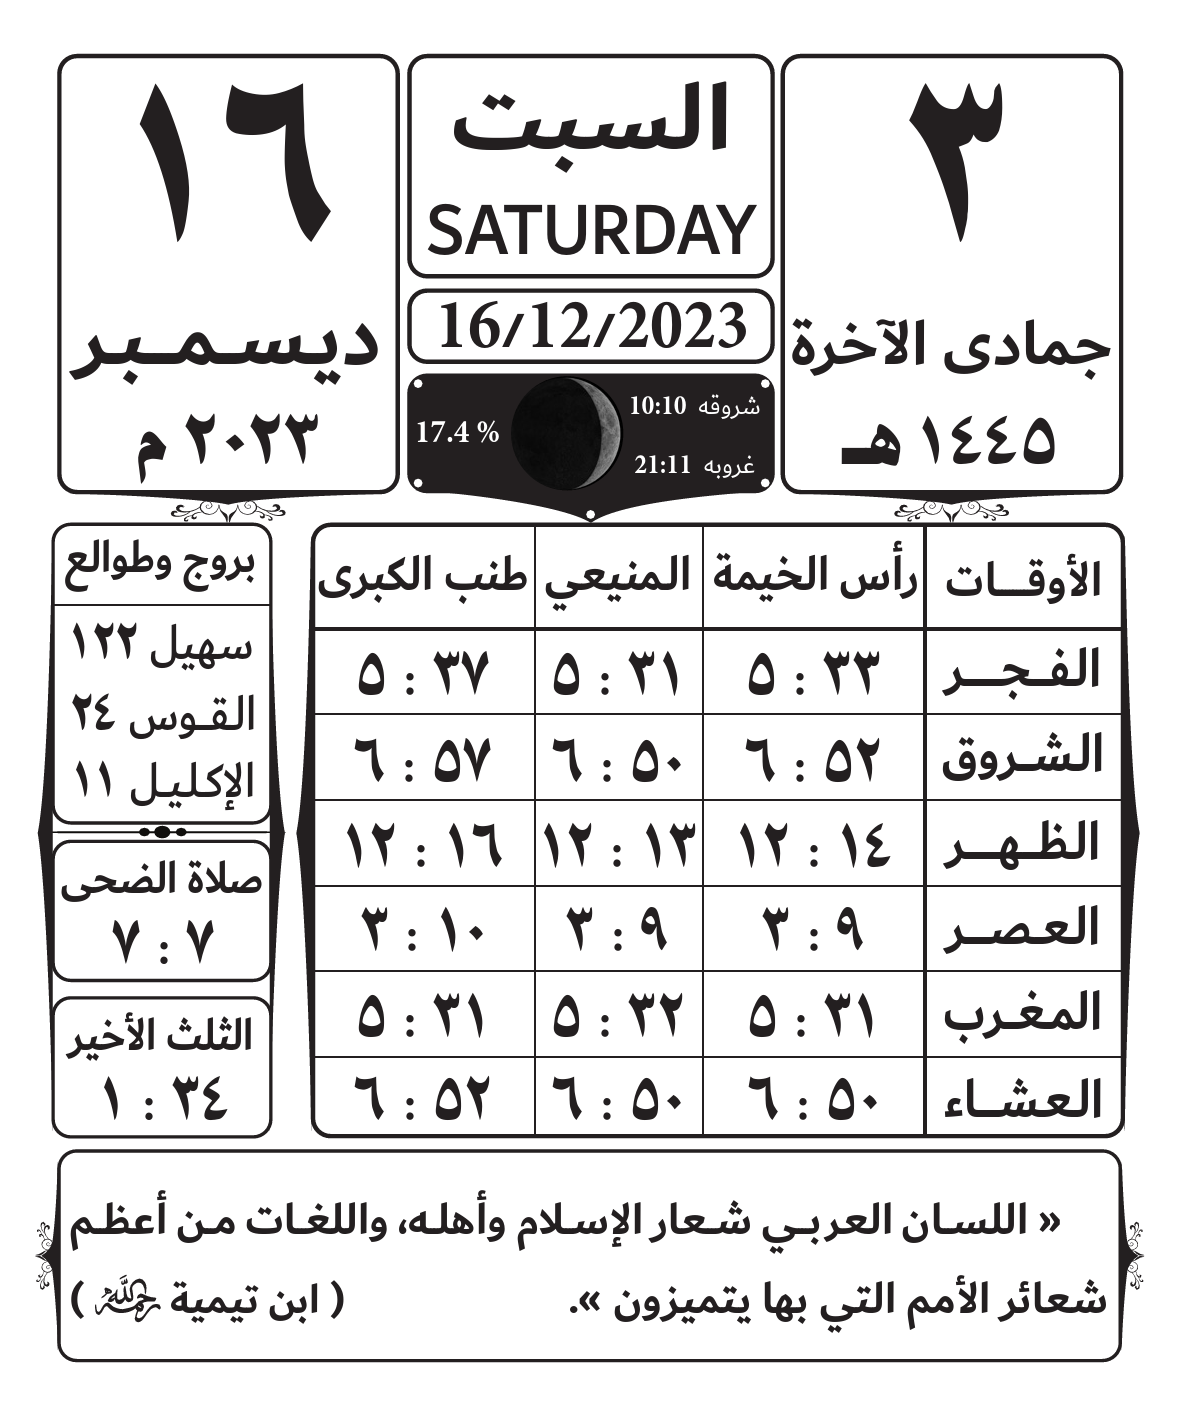 ٣
جمادى الآخرة
١٤٤٥ هـ
السبت
SATURDAY
16/12/2023
شروقه 10:10
17.4 %
غروبه 21:11
١٦
ديسمبر
٢٠٢٣ م
الأوقات رأس الخيمة المنيعي طنب الكبرى
الفجر ٥ : ٣٣ ٥ : ٣١ ٥ : ٣٧
الشروق ٦ : ٥٢ ٦ : ٥٠ ٦ : ٥٧
الظهر ١٢ : ١٤ ١٢ : ١٣ ١٢ : ١٦
العصر ٣ : ٩ ٣ : ٩ ٣ : ١٠
المغرب ٥ : ٣١ ٥ : ٣٢ ٥ : ٣١
العشاء ٦ : ٥٠ ٦ : ٥٠ ٦ : ٥٢
بروج وطوالع
سهيل ١٢٢
القوس ٢٤
الإكليل ١١
صلاة الضحى
٧ : ٧
الثلث الأخير
١ : ٣٤
« اللسان العربي شعار الإسلام وأهله، واللغات من أعظم
شعائر الأمم التي بها يتميزون ». ( ابن تيمية رحمه الله )